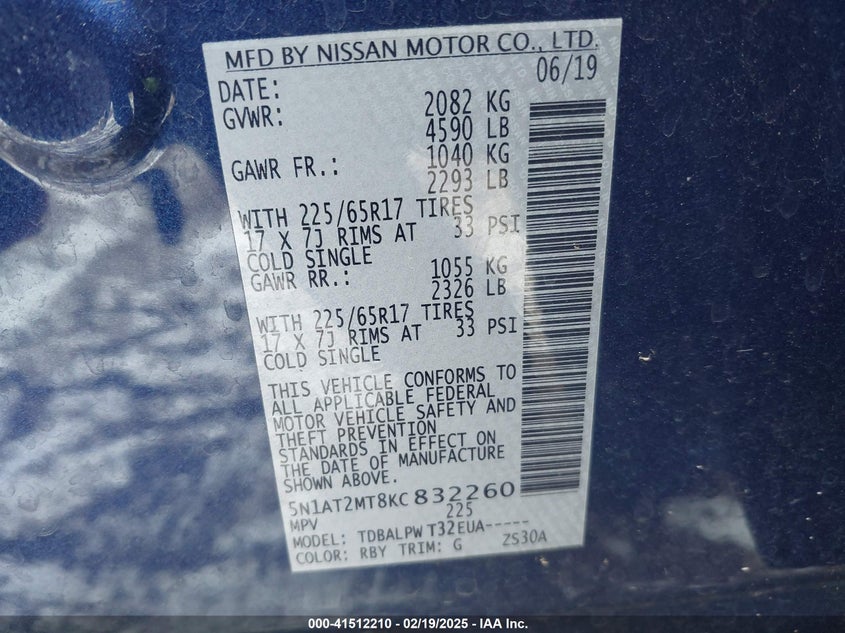 MFD BY NISSAN MOTOR CO., LTD.
DATE: 06/19
GVWR: 2082 KG
4590 LB
GAWR FR.: 1040 KG
2293 LB
WITH 225/65R17 TIRES
17 X 7J RIMS AT 33 PSI
COLD SINGLE
GAWR RR.: 1055 KG
2326 LB
WITH 225/65R17 TIRES
17 X 7J RIMS AT 33 PSI
COLD SINGLE
THIS VEHICLE CONFORMS TO
ALL APPLICABLE FEDERAL
MOTOR VEHICLE SAFETY AND
THEFT PREVENTION
STANDARDS IN EFFECT ON
THE DATE OF MANUFACTURE
SHOWN ABOVE.
5N1AT2MT8KC832260
MPV 225
MODEL: TDBALPW T32EUA-----
COLOR: RBY TRIM: G ZS30A
000-41512210 - 02/19/2025 - IAA Inc.